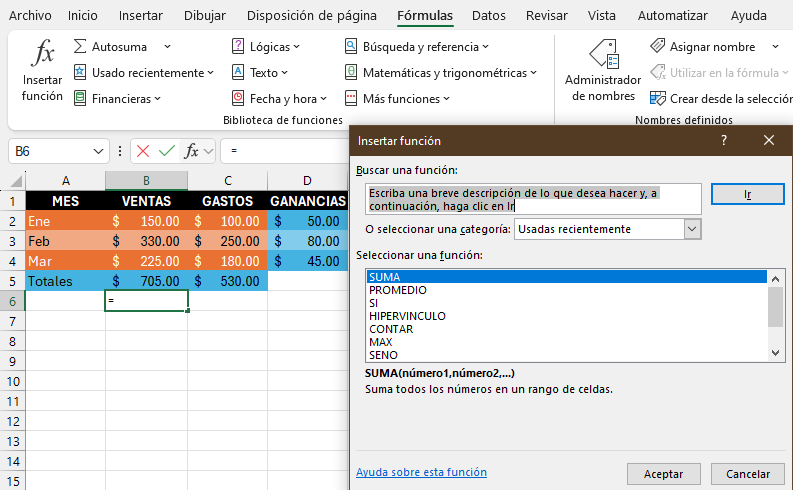 Archivo Inicio Insertar Dibujar Disposición de página Fórmulas Datos Revisar Vista Automatizar Ayuda
fx Insertar función
Autosuma
Usado recientemente
Financieras
Lógicas
Texto
Fecha y hora
Búsqueda y referencia
Matemáticas y trigonométricas
Más funciones
Biblioteca de funciones
Administrador de nombres
Asignar nombre
Utilizar en la fórmula
Crear desde la selección
Nombres definidos
B6 fx =
A B C D
1 MES VENTAS GASTOS GANANCIAS
2 Ene $ 150.00 $ 100.00 $ 50.00
3 Feb $ 330.00 $ 250.00 $ 80.00
4 Mar $ 225.00 $ 180.00 $ 45.00
5 Totales $ 705.00 $ 530.00
6 =
7
8
9
10
11
12
13
14
15
Insertar función ?
Buscar una función:
Escriba una breve descripción de lo que desea hacer y, a
continuación, haga clic en Ir
Ir
O seleccionar una categoría: Usadas recientemente
Seleccionar una función:
SUMA
PROMEDIO
SI
HIPERVINCULO
CONTAR
MAX
SENO
SUMA(número1,número2,...)
Suma todos los números en un rango de celdas.
Ayuda sobre esta función
Aceptar Cancelar